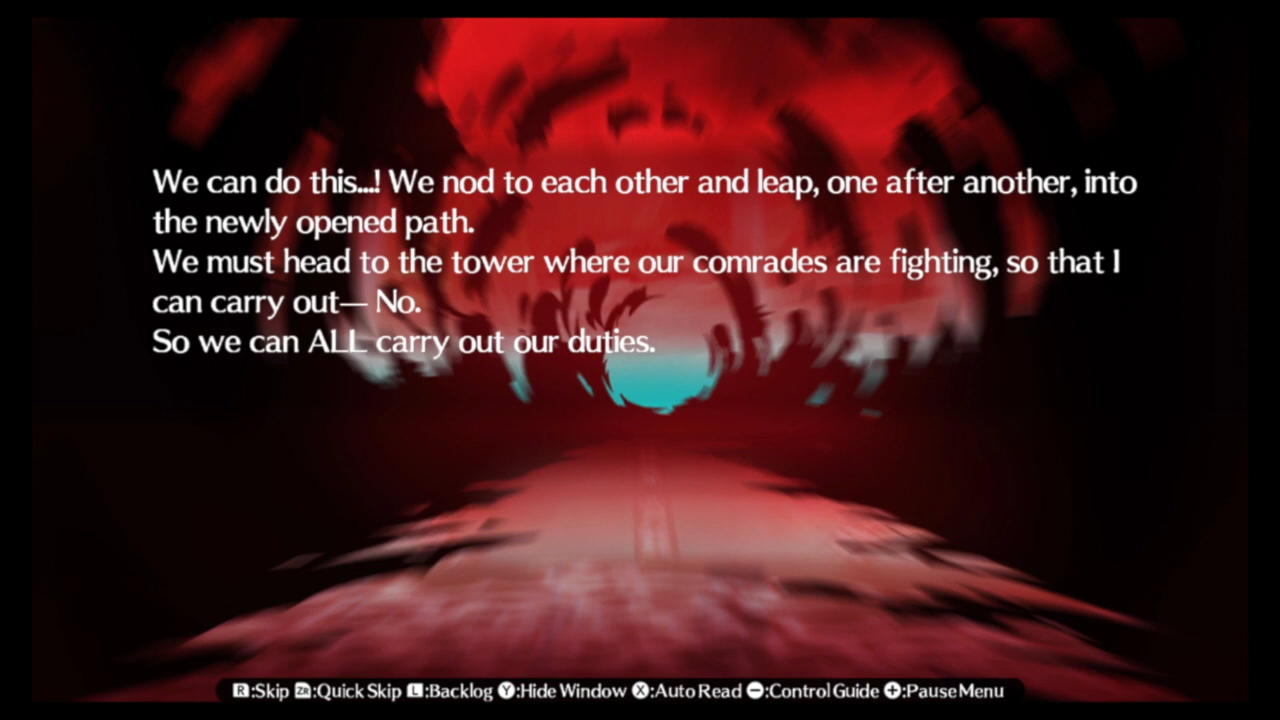 We can do this...! We nod to each other and leap, one after another, into
the newly opened path.
We must head to the tower where our comrades are fighting, so that I
can carry out— No.
So we can ALL carry out our duties.
R:Skip ZR:Quick Skip L:Backlog Y:Hide Window X:Auto Read −:Control Guide +:Pause Menu